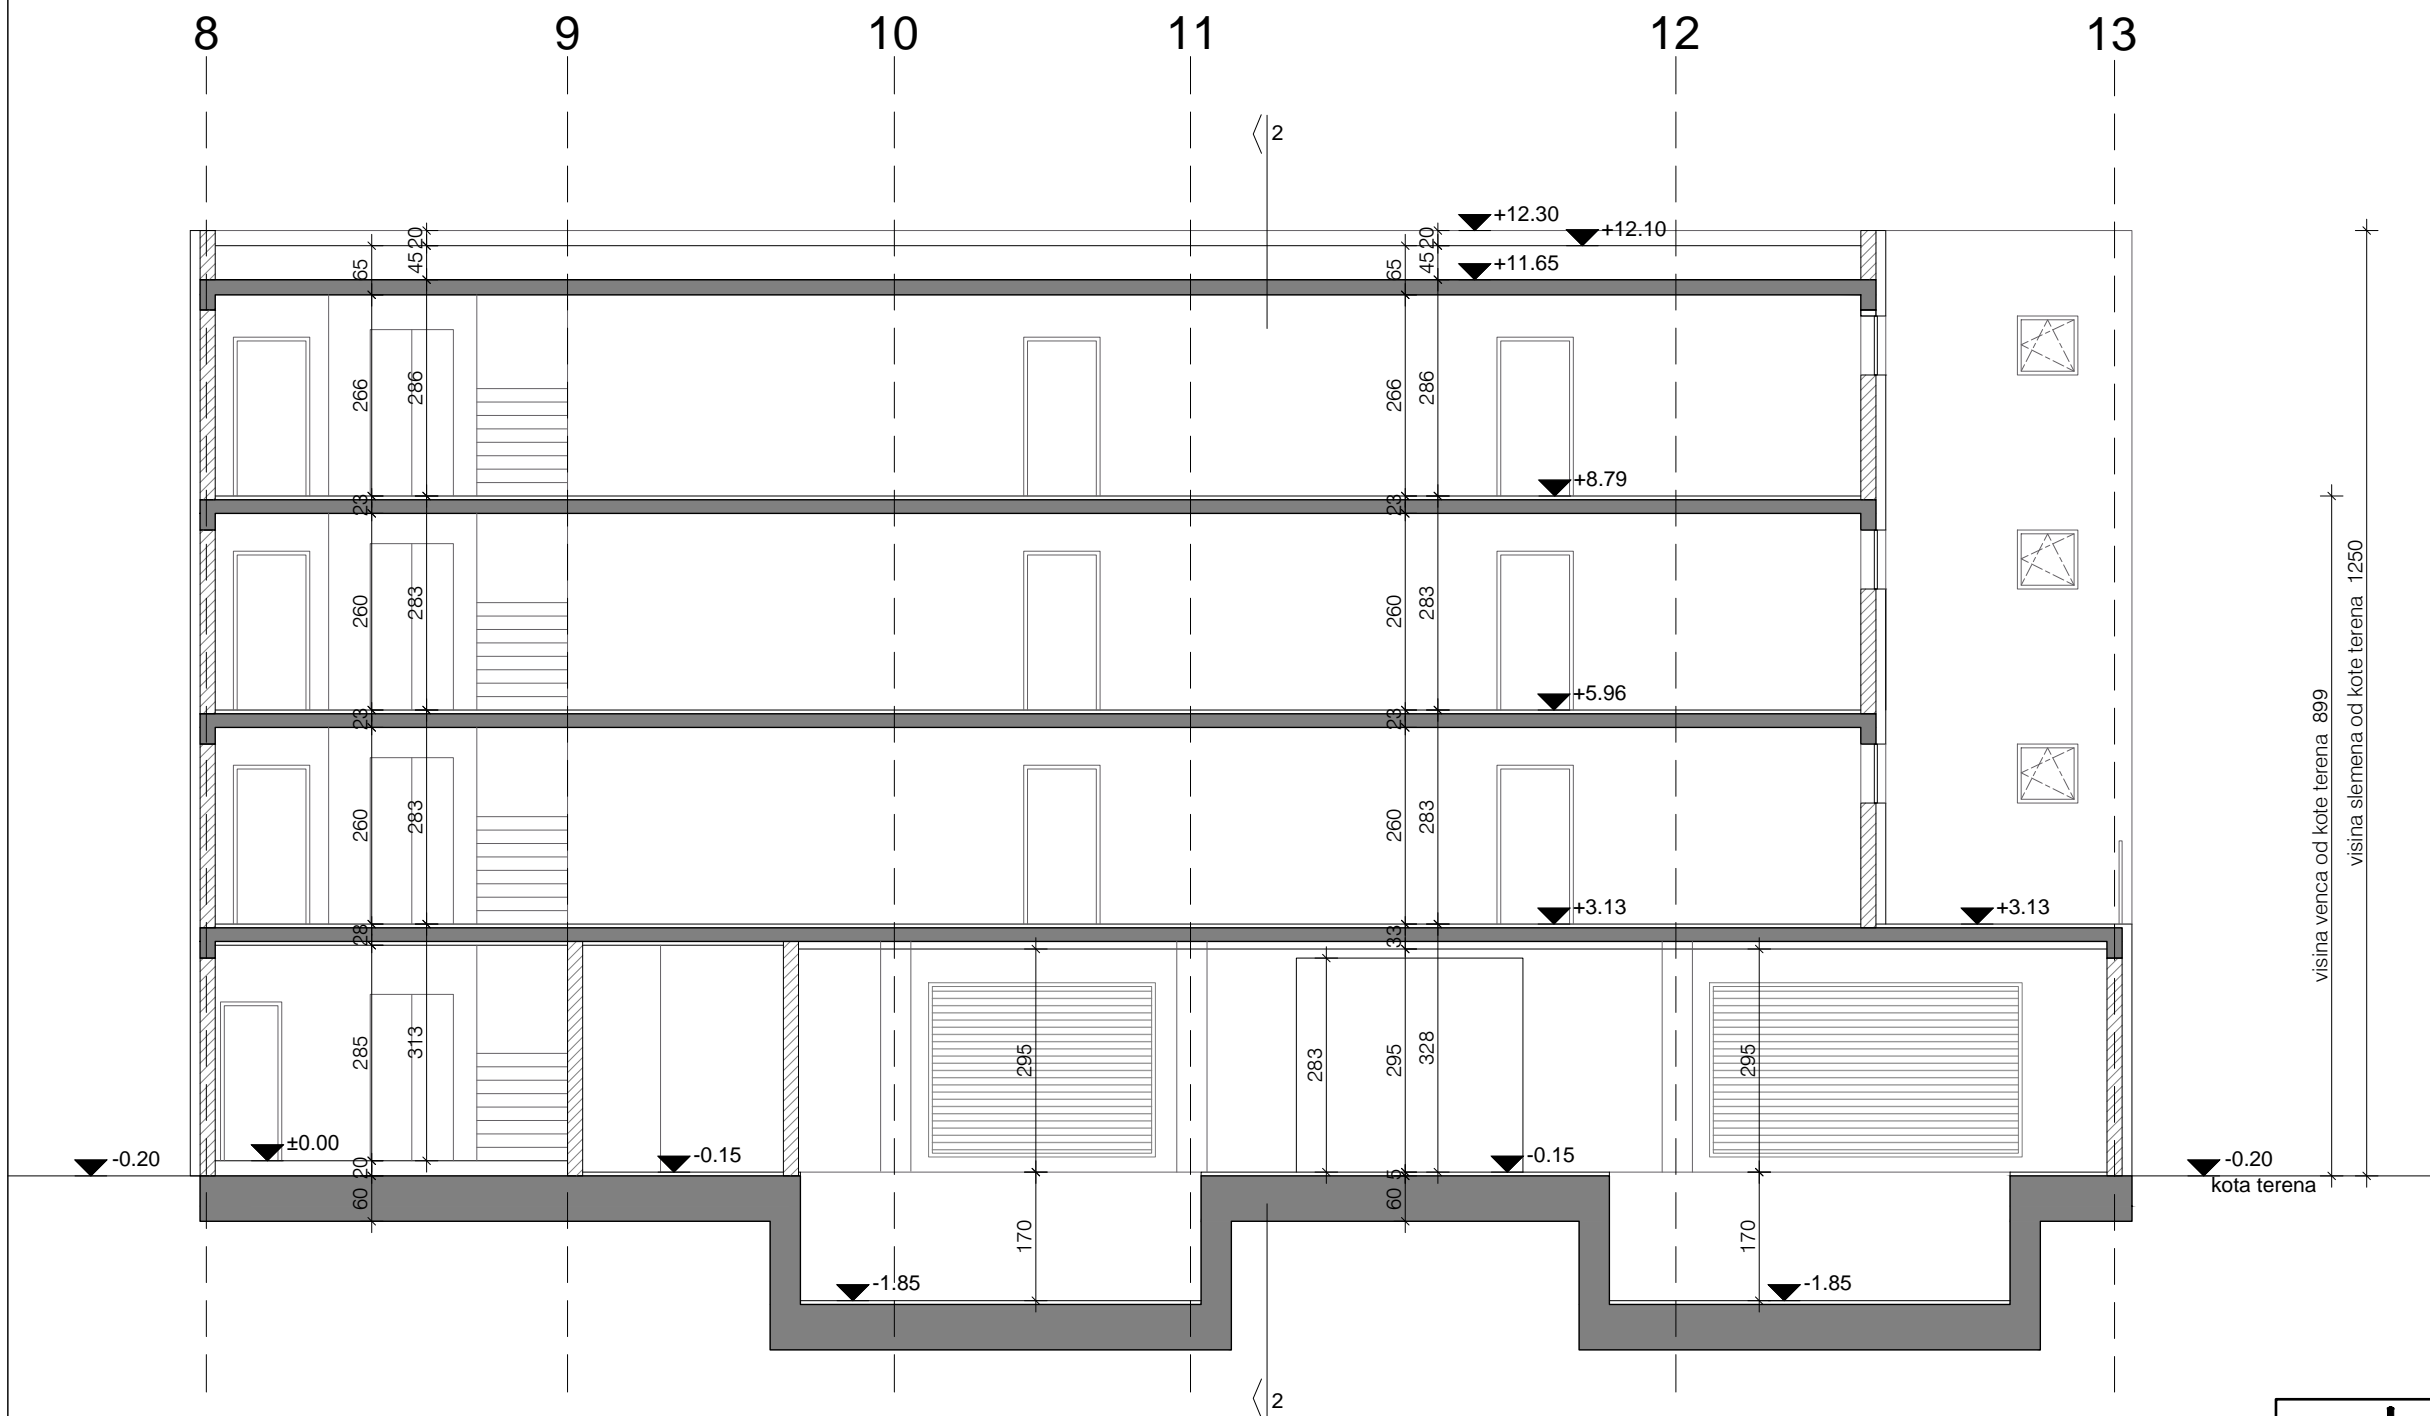 8 9 10 11 12 13
2
+12.30
+12.10
+11.65
20 20
45 45
65 65
266 286 266 286
+8.79
23 23
260 283 260 283
+5.96
23 23
260 283 260 283
+3.13 +3.13
28 33
285 313 295 283 295 328 295
-0.20 ±0.00 -0.15 -0.15 -0.20
kota terena
20 5
60 60
170 170
-1.85 -1.85
2
visina venca od kote terena 899
visina slemena od kote terena 1250